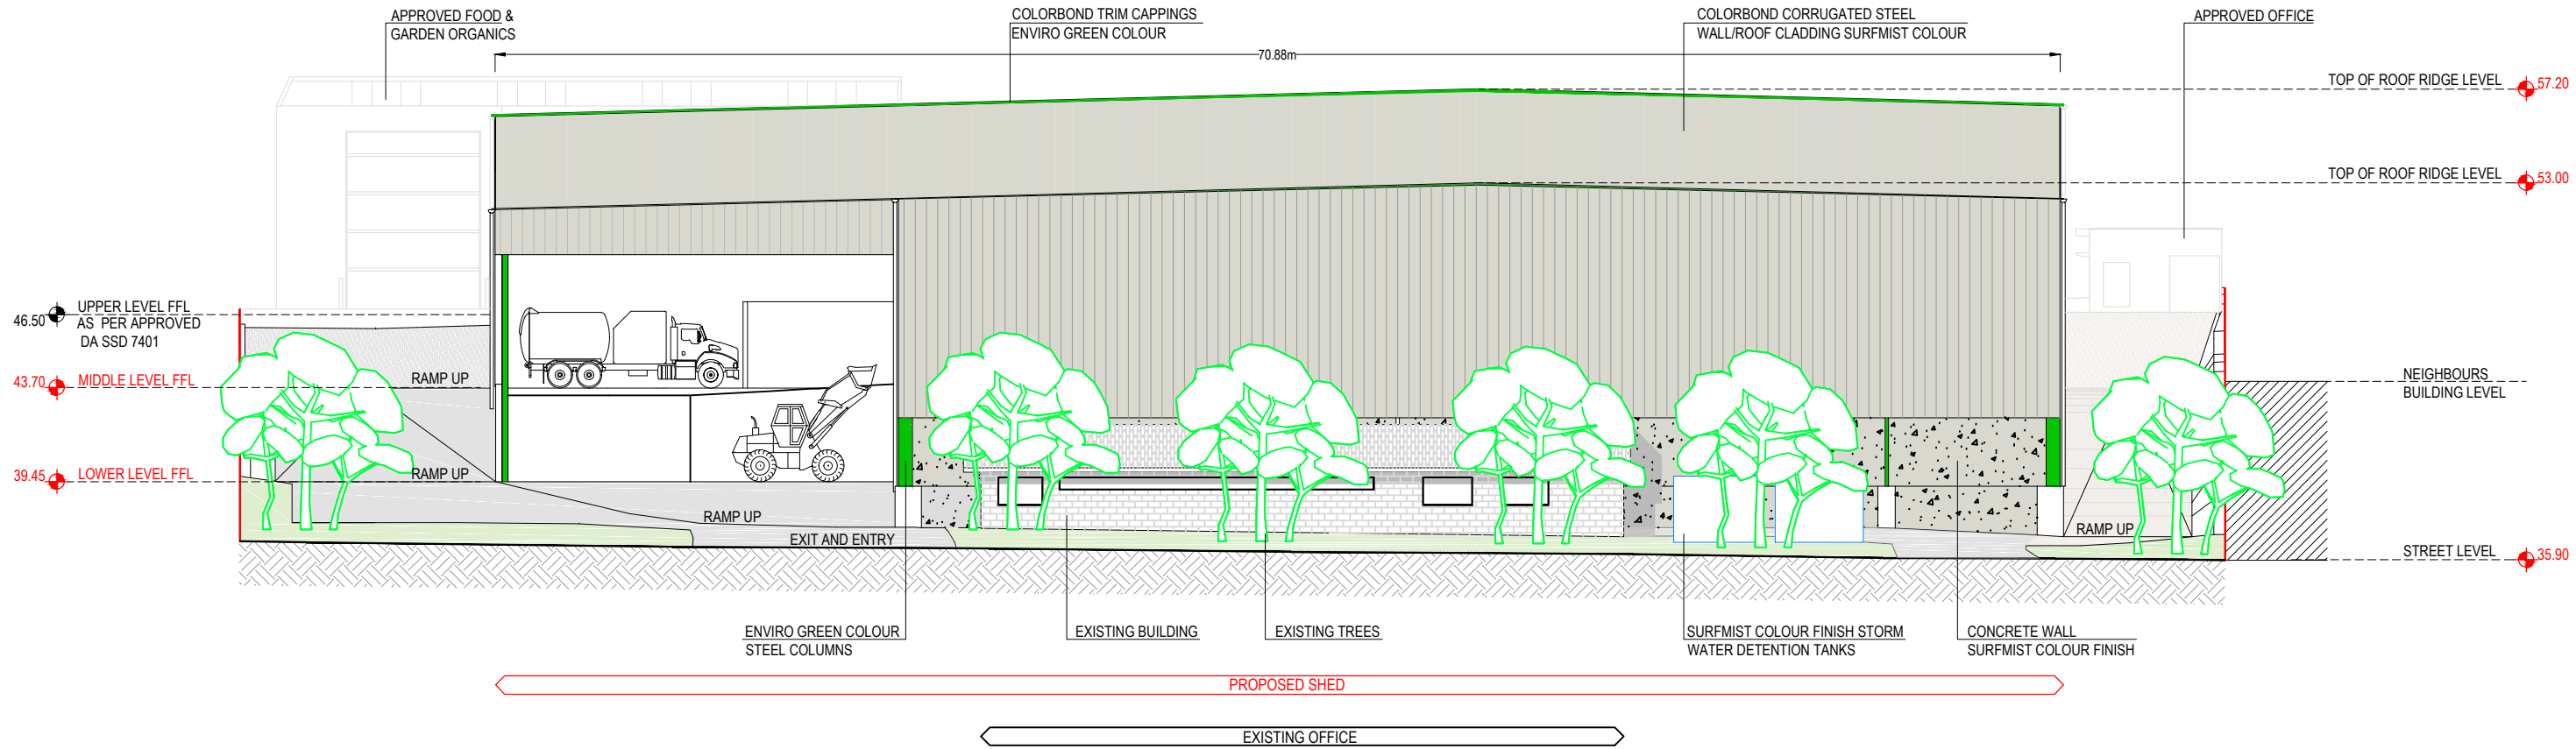 APPROVED FOOD &
GARDEN ORGANICS
COLORBOND TRIM CAPPINGS
ENVIRO GREEN COLOUR
COLORBOND CORRUGATED STEEL
WALL/ROOF CLADDING SURFMIST COLOUR
APPROVED OFFICE
70.88m
TOP OF ROOF RIDGE LEVEL 57.20
TOP OF ROOF RIDGE LEVEL 53.00
46.50 UPPER LEVEL FFL
AS PER APPROVED
DA SSD 7401
43.70 MIDDLE LEVEL FFL
RAMP UP
NEIGHBOURS
BUILDING LEVEL
39.45 LOWER LEVEL FFL
RAMP UP
RAMP UP
EXIT AND ENTRY
RAMP UP
STREET LEVEL 35.90
ENVIRO GREEN COLOUR
STEEL COLUMNS
EXISTING BUILDING
EXISTING TREES
SURFMIST COLOUR FINISH STORM
WATER DETENTION TANKS
CONCRETE WALL
SURFMIST COLOUR FINISH
PROPOSED SHED
EXISTING OFFICE